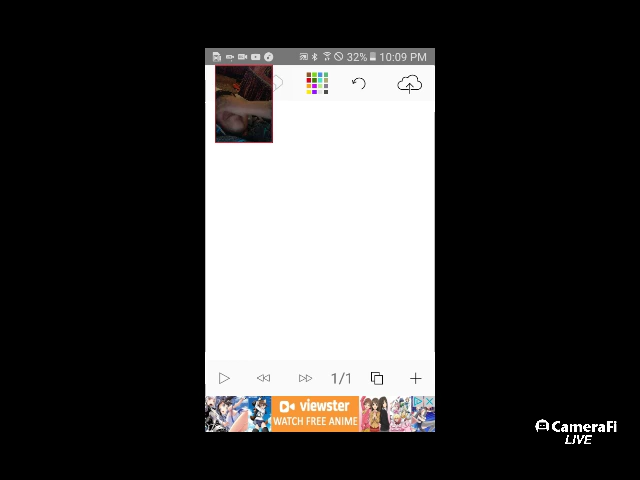 32% 10:09 PM
1/1
viewster
WATCH FREE ANIME
CameraFi
LIVE